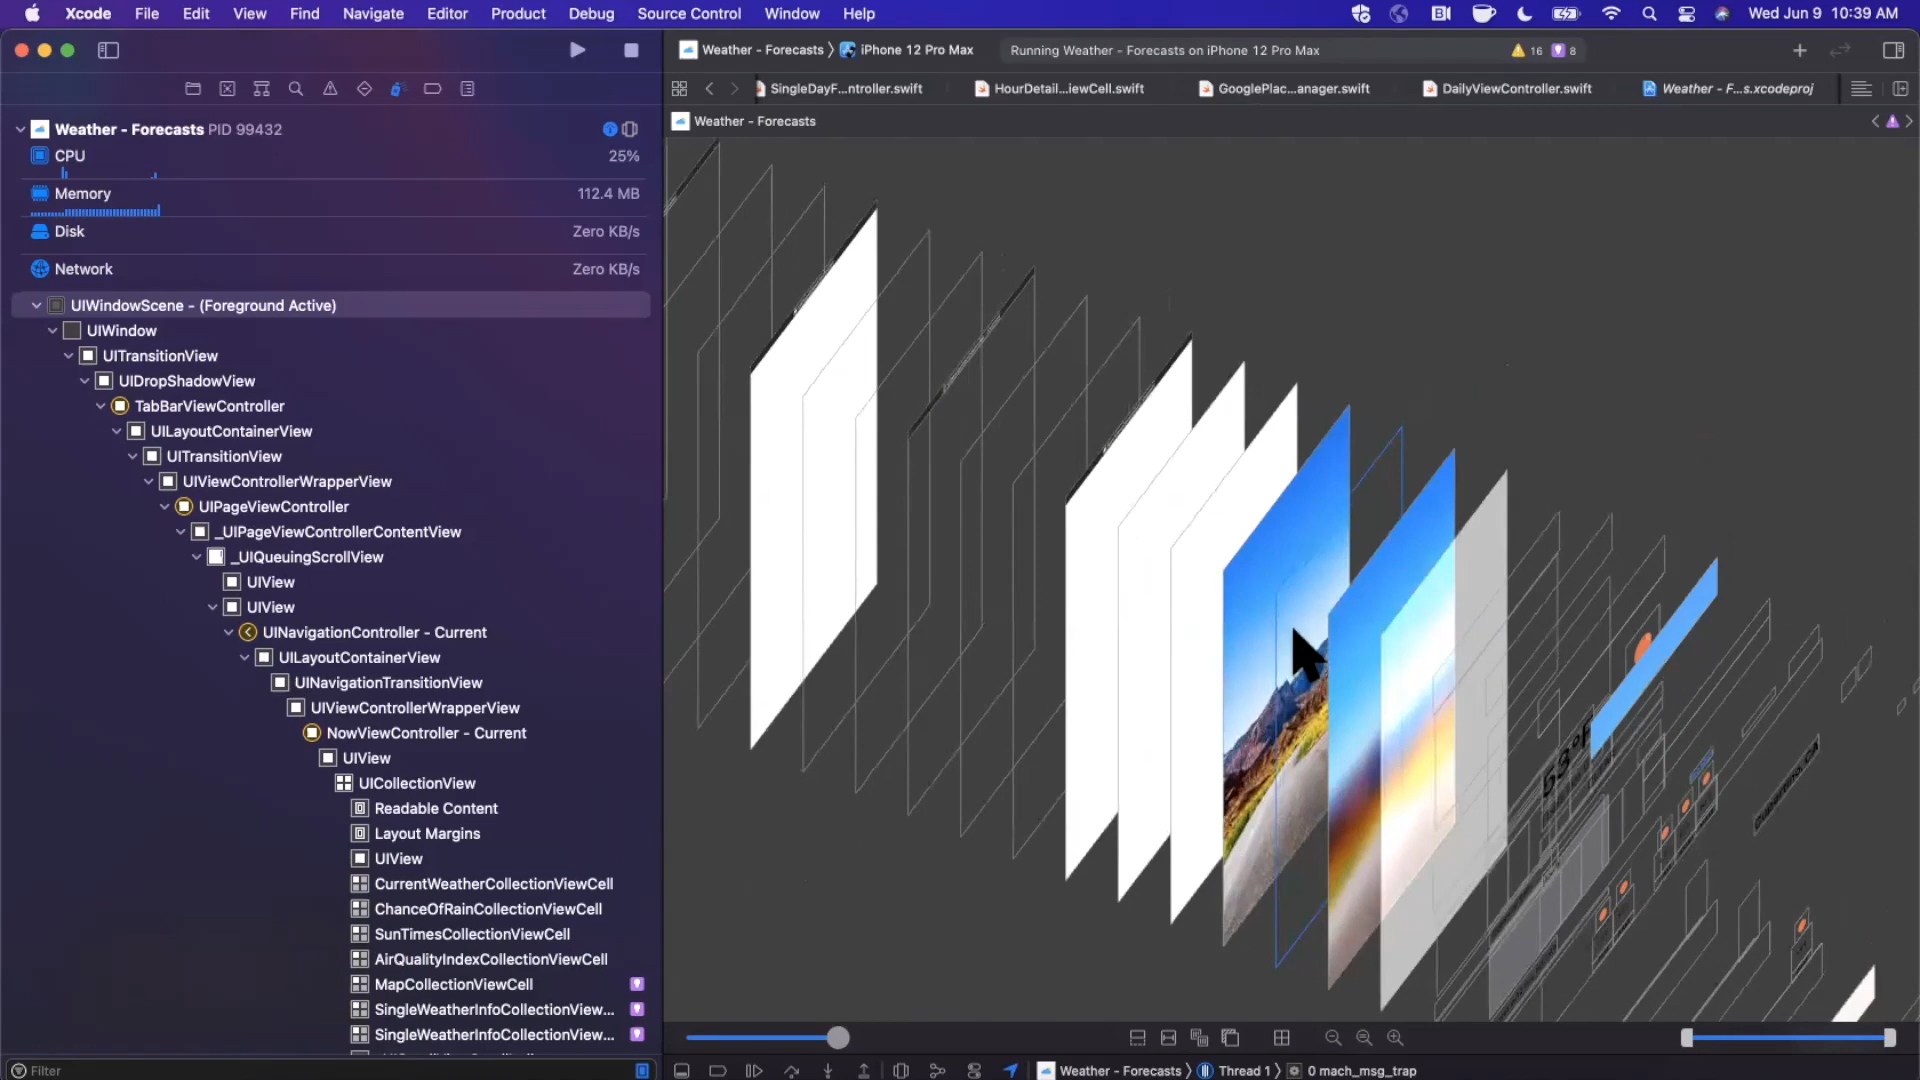 Xcode File Edit View Find Navigate Editor Product Debug Source Control Window Help Wed Jun 9 10:39 AM
Weather - Forecasts iPhone 12 Pro Max Running Weather - Forecasts on iPhone 12 Pro Max 16 8
SingleDayF...ntroller.swift HourDetail...iewCell.swift GooglePlac...anager.swift DailyViewController.swift Weather - F...s.xcodeproj
Weather - Forecasts
Weather - Forecasts PID 99432
CPU 25%
Memory 112.4 MB
Disk Zero KB/s
Network Zero KB/s
UIWindowScene - (Foreground Active)
UIWindow
UITransitionView
UIDropShadowView
TabBarViewController
UILayoutContainerView
UITransitionView
UIViewControllerWrapperView
UIPageViewController
_UIPageViewControllerContentView
_UIQueuingScrollView
UIView
UIView
UINavigationController - Current
UILayoutContainerView
UINavigationTransitionView
UIViewControllerWrapperView
NowViewController - Current
UIView
UICollectionView
Readable Content
Layout Margins
UIView
CurrentWeatherCollectionViewCell
ChanceOfRainCollectionViewCell
SunTimesCollectionViewCell
AirQualityIndexCollectionViewCell
MapCollectionViewCell
SingleWeatherInfoCollectionView...
SingleWeatherInfoCollectionView...
53°F
Cupertino, CA
Filter
Weather - Forecasts Thread 1 0 mach_msg_trap